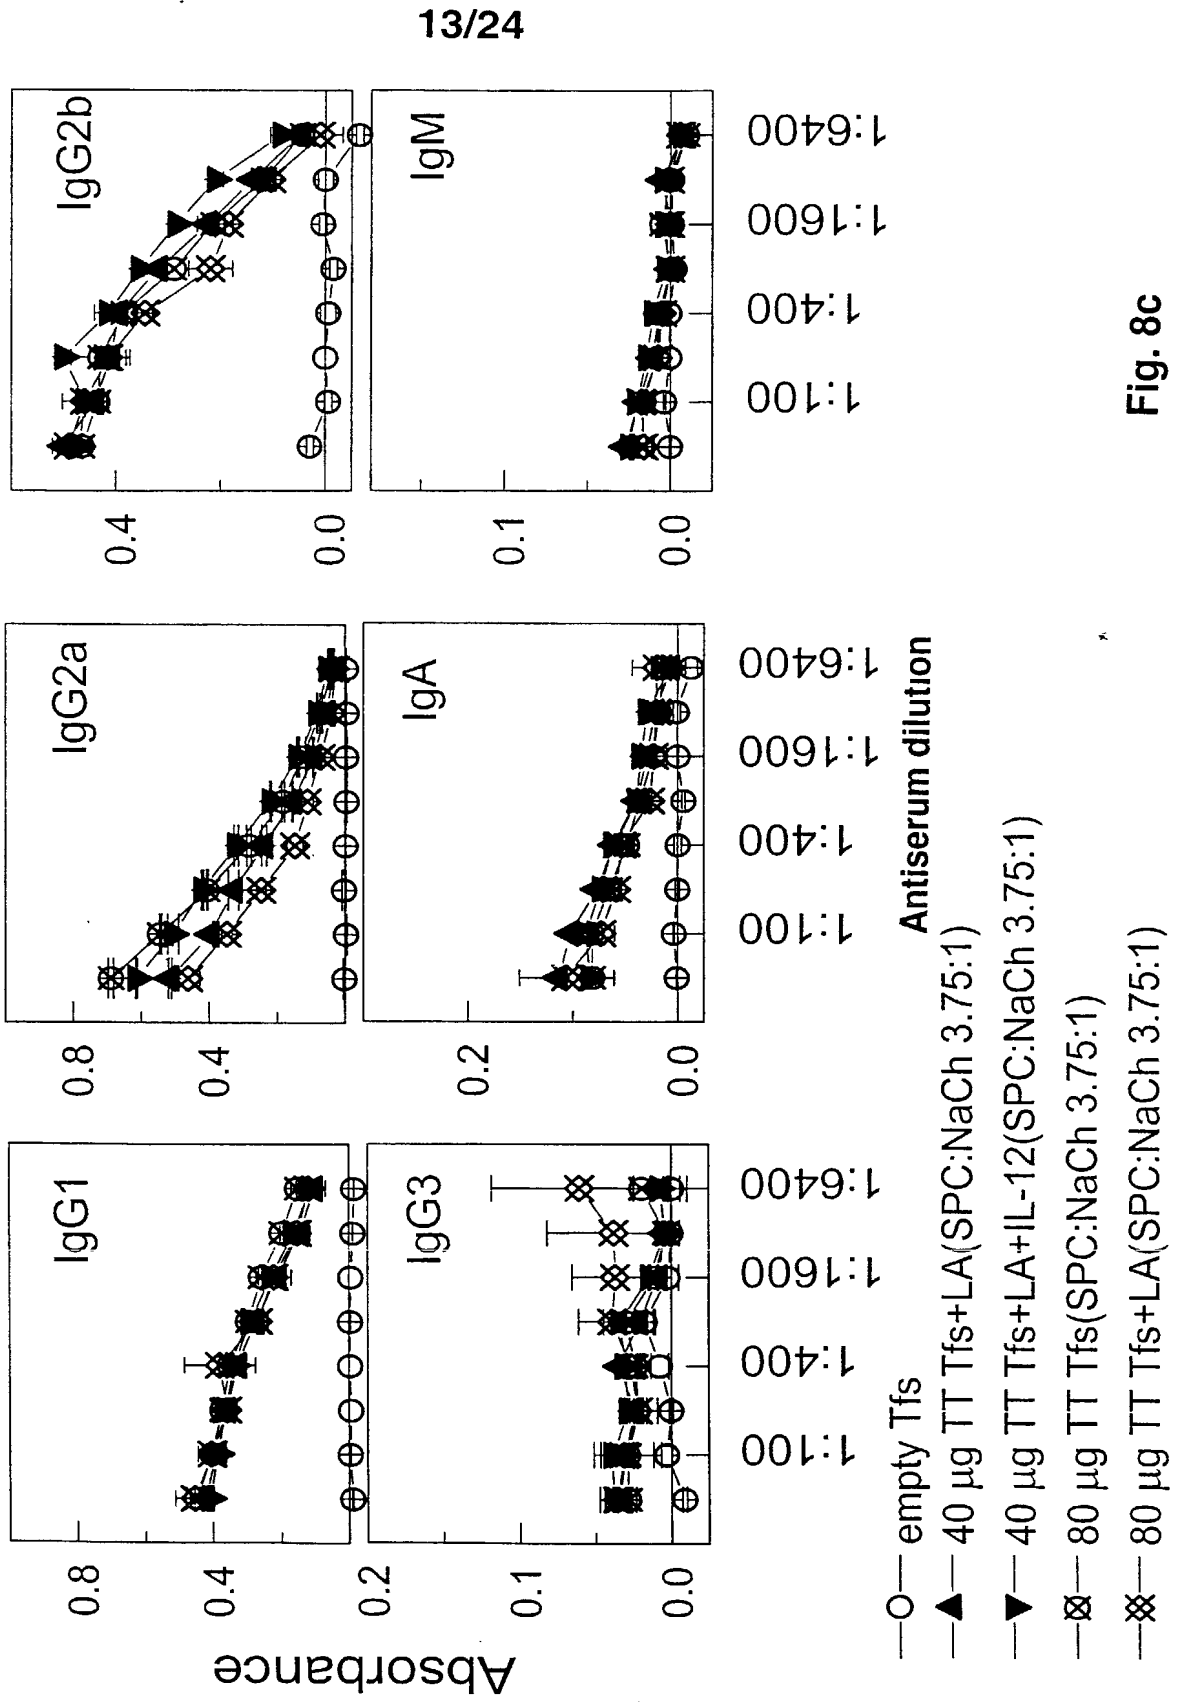 13/24
IgG1
IgG2a
IgG2b
0.8
0.4
0.8
0.4
0.4
0.0
IgG3
IgA
IgM
0.2
0.1
0.0
0.2
0.0
0.1
0.0
Absorbance
1:100
1:400
1:1600
1:6400
1:100
1:400
1:1600
1:6400
1:100
1:400
1:1600
1:6400
Antiserum dilution
empty Tfs
40 µg TT Tfs+LA(SPC:NaCh 3.75:1)
40 µg TT Tfs+LA+IL-12(SPC:NaCh 3.75:1)
80 µg TT Tfs(SPC:NaCh 3.75:1)
80 µg TT Tfs+LA(SPC:NaCh 3.75:1)
Fig. 8c